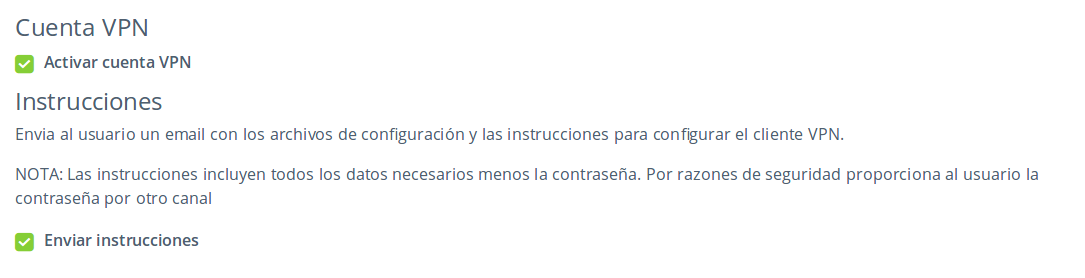 Cuenta VPN
Activar cuenta VPN
Instrucciones
Envia al usuario un email con los archivos de configuración y las instrucciones para configurar el cliente VPN.
NOTA: Las instrucciones incluyen todos los datos necesarios menos la contraseña. Por razones de seguridad proporciona al usuario la
contraseña por otro canal
Enviar instrucciones